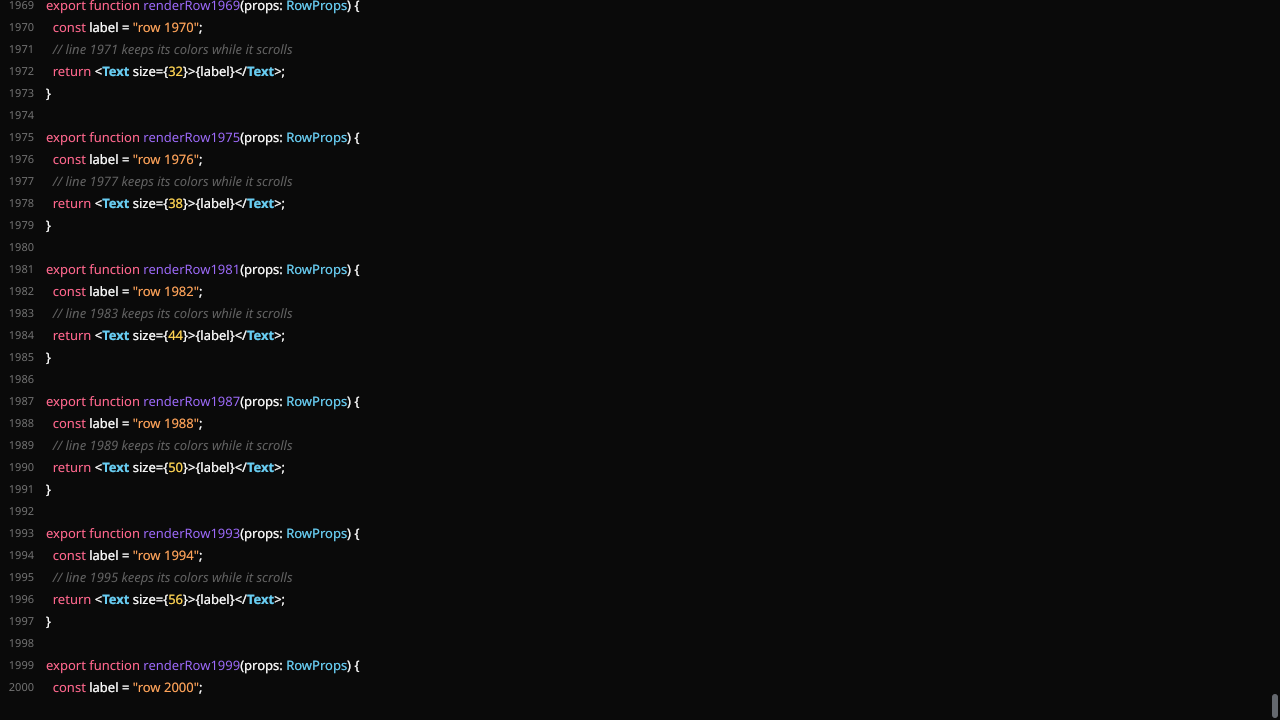 1969 export function renderRow1969(props: RowProps) {
1970   const label = "row 1970";
1971   // line 1971 keeps its colors while it scrolls
1972   return <Text size={32}>{label}</Text>;
1973 }
1974
1975 export function renderRow1975(props: RowProps) {
1976   const label = "row 1976";
1977   // line 1977 keeps its colors while it scrolls
1978   return <Text size={38}>{label}</Text>;
1979 }
1980
1981 export function renderRow1981(props: RowProps) {
1982   const label = "row 1982";
1983   // line 1983 keeps its colors while it scrolls
1984   return <Text size={44}>{label}</Text>;
1985 }
1986
1987 export function renderRow1987(props: RowProps) {
1988   const label = "row 1988";
1989   // line 1989 keeps its colors while it scrolls
1990   return <Text size={50}>{label}</Text>;
1991 }
1992
1993 export function renderRow1993(props: RowProps) {
1994   const label = "row 1994";
1995   // line 1995 keeps its colors while it scrolls
1996   return <Text size={56}>{label}</Text>;
1997 }
1998
1999 export function renderRow1999(props: RowProps) {
2000   const label = "row 2000";